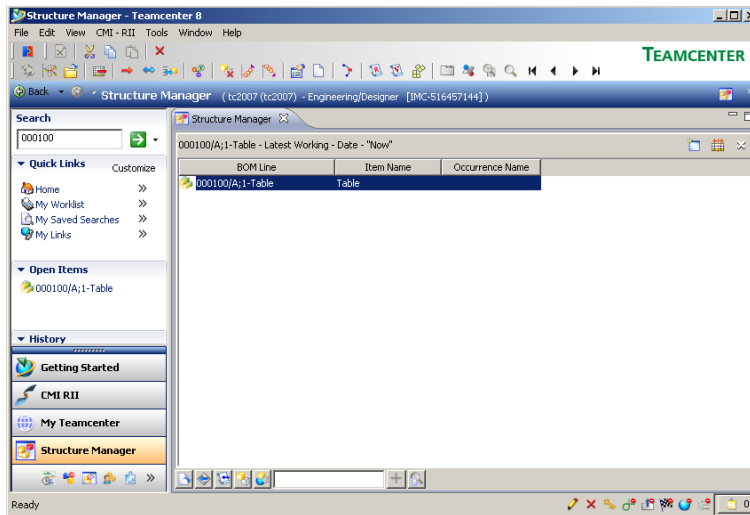 Structure Manager - Teamcenter 8
File Edit View CMI - RII Tools Window Help
TEAMCENTER
Back Structure Manager ( tc2007 (tc2007) - Engineering/Designer [IMC-516457144] )
Search
000100
Quick Links Customize
Home
My Worklist
My Saved Searches
My Links
Open Items
000100/A;1-Table
History
Getting Started
CMI RII
My Teamcenter
Structure Manager
Structure Manager
000100/A;1-Table - Latest Working - Date - "Now"
BOM Line Item Name Occurrence Name
000100/A;1-Table Table
Ready
0